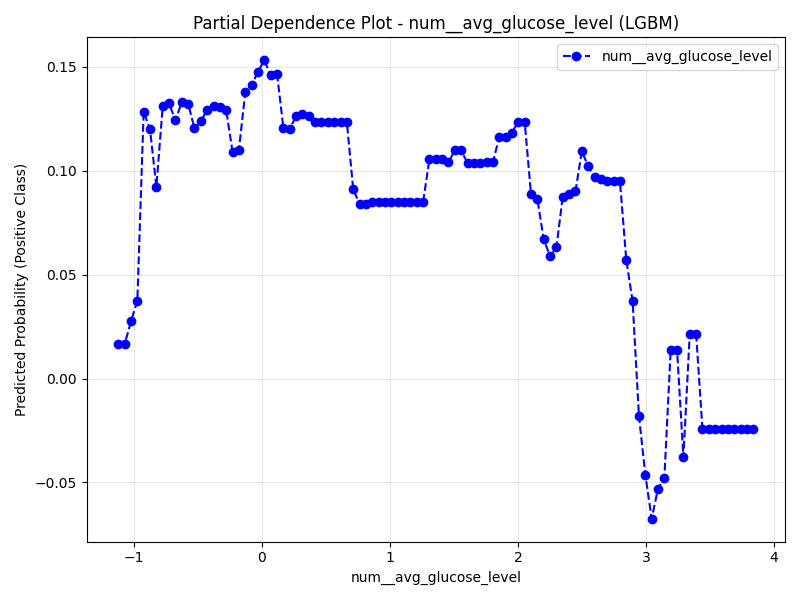 Partial Dependence Plot - num__avg_glucose_level (LGBM)
num__avg_glucose_level
Predicted Probability (Positive Class)
0.15
0.10
0.05
0.00
−0.05
−1
0
1
2
3
4
num__avg_glucose_level